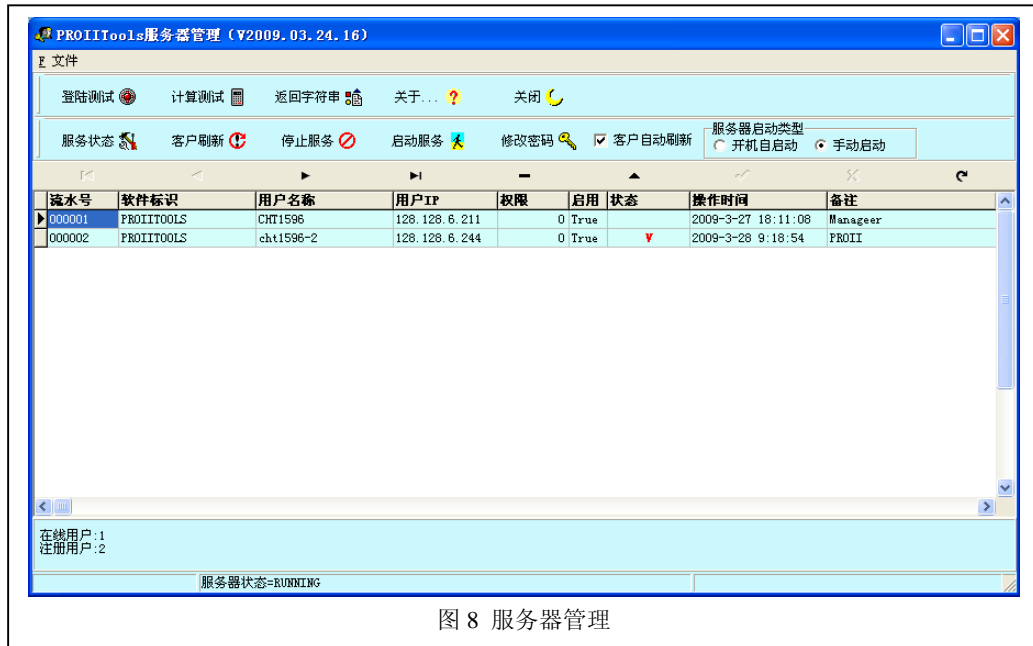 PROIITools服务器管理（V2009.03.24.16）
F 文件
登陆测试 计算测试 返回字符串 关于... 关闭
服务状态 客户刷新 停止服务 启动服务 修改密码 客户自动刷新 服务器启动类型 开机自启动 手动启动
流水号 软件标识 用户名称 用户IP 权限 启用 状态 操作时间 备注
000001 PROIITOOLS CHT1596 128.128.6.211 0 True 2009-3-27 18:11:08 Manageer
000002 PROIITOOLS cht1596-2 128.128.6.244 0 True V 2009-3-28 9:18:54 PROII
在线用户:1
注册用户:2
服务器状态=RUNNING
图 8 服务器管理